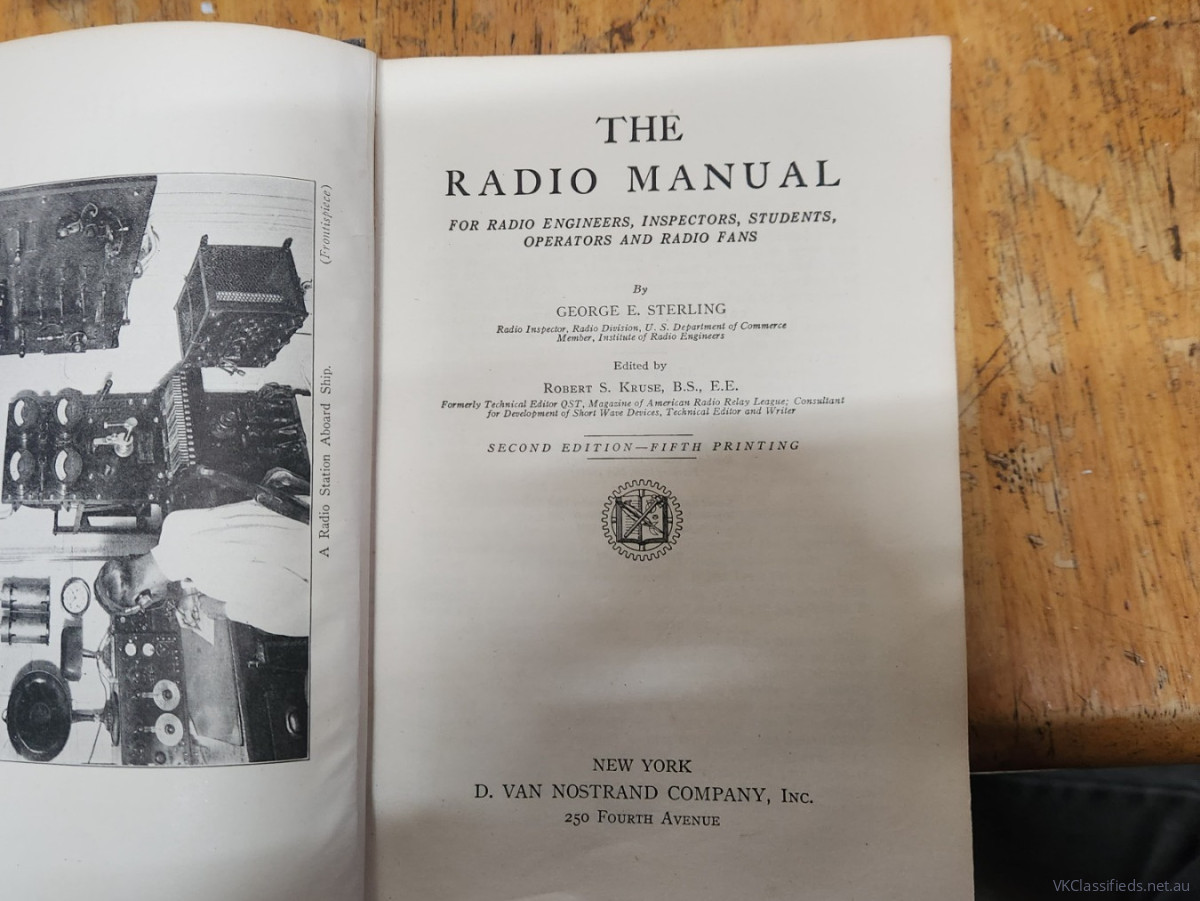 (Frontispiece)
A Radio Station Aboard Ship.
THE
RADIO MANUAL
FOR RADIO ENGINEERS, INSPECTORS, STUDENTS,
OPERATORS AND RADIO FANS
By
GEORGE E. STERLING
Radio Inspector, Radio Division, U. S. Department of Commerce
Member, Institute of Radio Engineers
Edited by
ROBERT S. KRUSE, B.S., E.E.
Formerly Technical Editor QST, Magazine of American Radio Relay League; Consultant
for Development of Short Wave Devices, Technical Editor and Writer
SECOND EDITION—FIFTH PRINTING
NEW YORK
D. VAN NOSTRAND COMPANY, INC.
250 FOURTH AVENUE
VKClassifieds.net.au